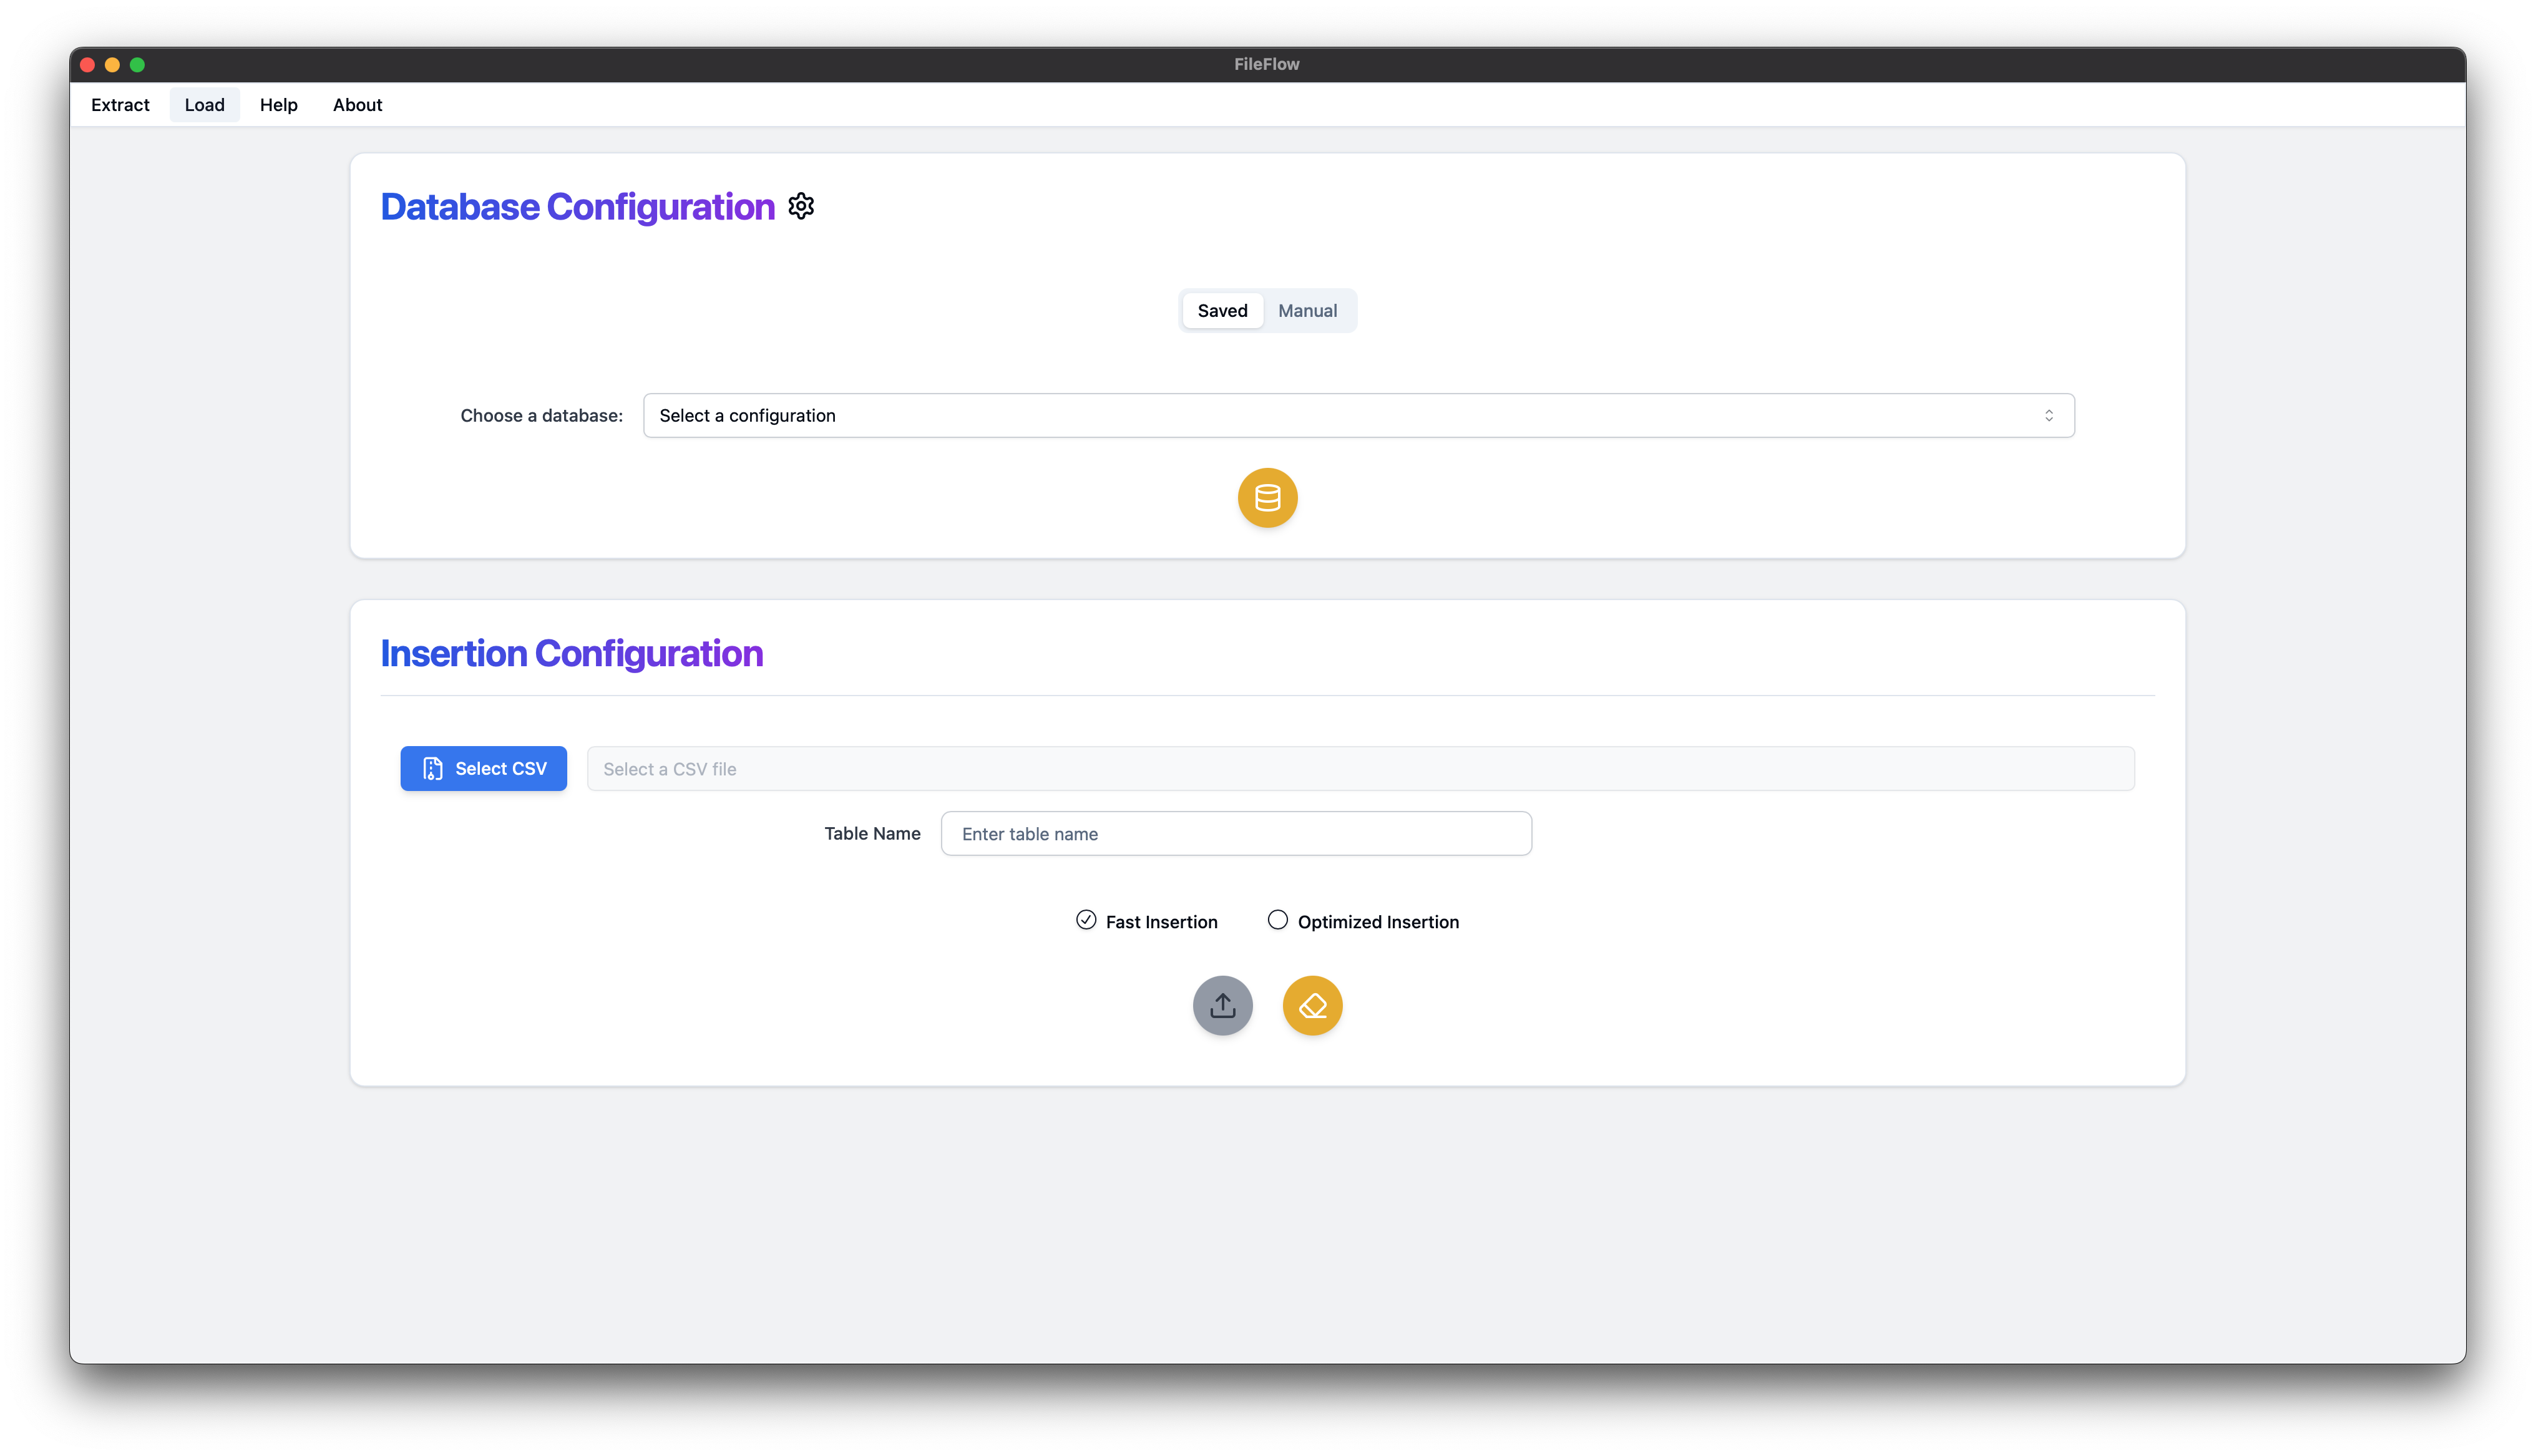 FileFlow
Extract Load Help About
Database Configuration
Saved Manual
Choose a database: Select a configuration
Insertion Configuration
Select CSV Select a CSV file
Table Name Enter table name
Fast Insertion Optimized Insertion